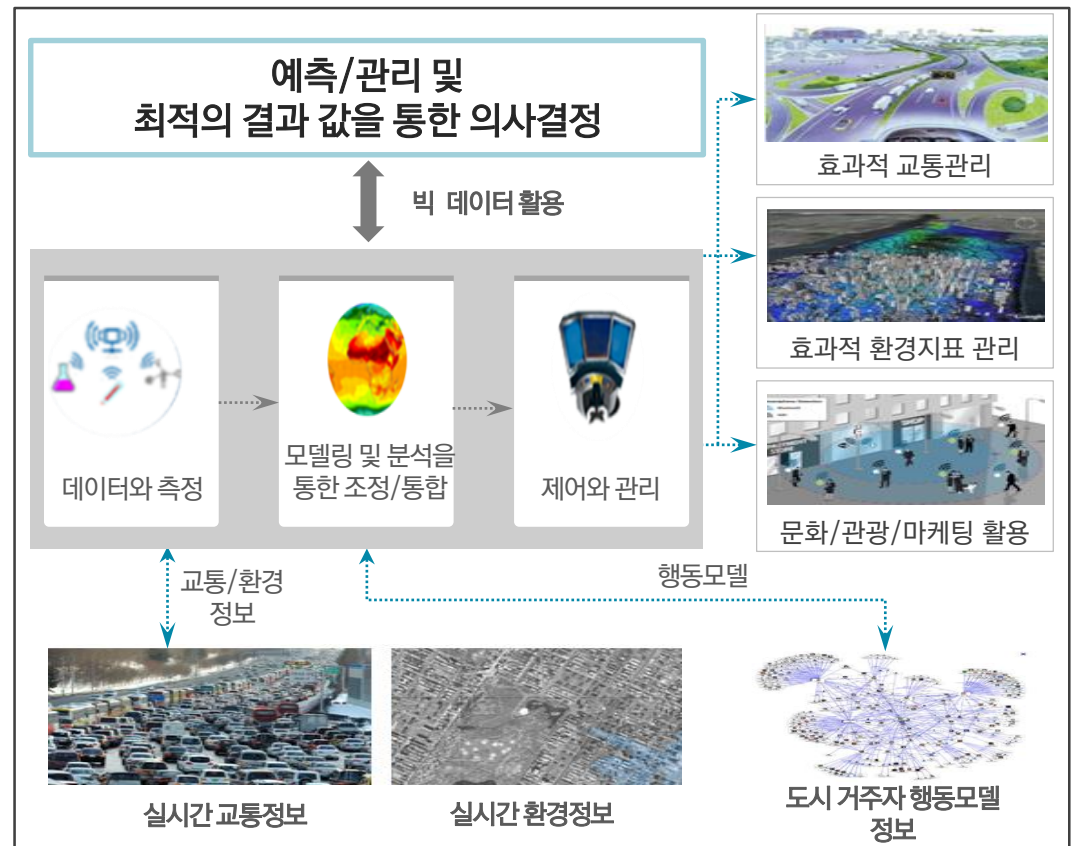 예측/관리 및
최적의 결과 값을 통한 의사결정
빅 데이터 활용
효과적 교통관리
효과적 환경지표 관리
문화/관광/마케팅 활용
데이터와 측정
모델링 및 분석을
통한 조정/통합
제어와 관리
교통/환경
정보
행동모델
실시간 교통정보
실시간 환경정보
도시 거주자 행동모델
정보